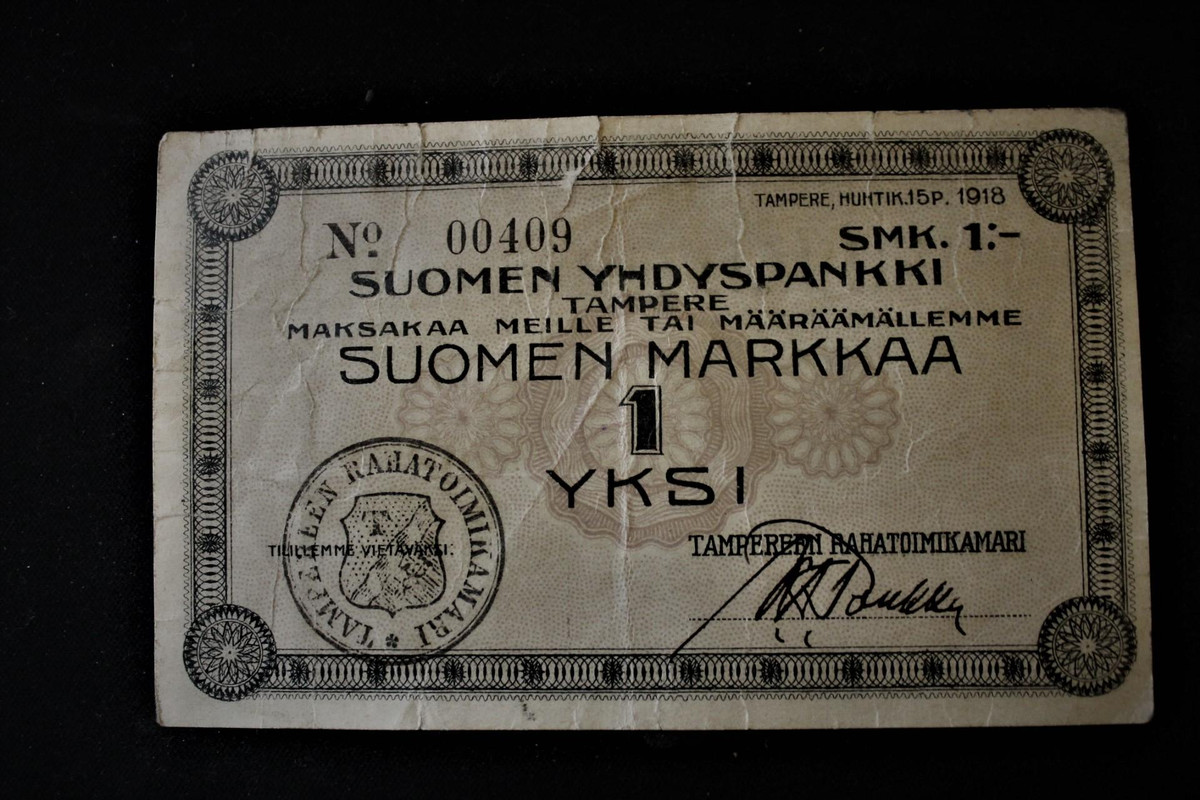 TAMPERE, HUHTIK. 15 P. 1918
Nº 00409 SMK. 1:-
SUOMEN YHDYSPANKKI
TAMPERE
MAKSAKAA MEILLE TAI MÄÄRÄÄMÄLLEMME
SUOMEN MARKKAA
1
YKSI
TAMPEREEN RAHATOIMIKAMARI *
T
TILILLEMME VIETÄVÄKSI.
TAMPEREEN RAHATOIMIKAMARI